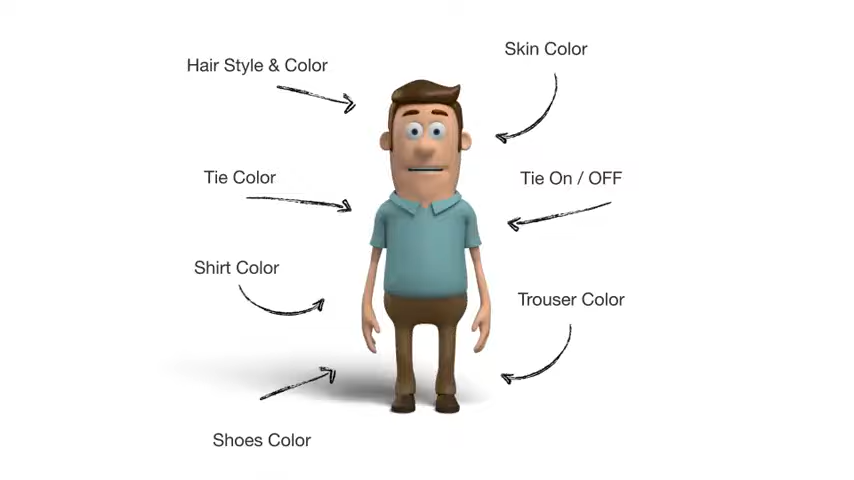 Skin Color
Hair Style & Color
Tie Color
Tie On / OFF
Shirt Color
Trouser Color
Shoes Color